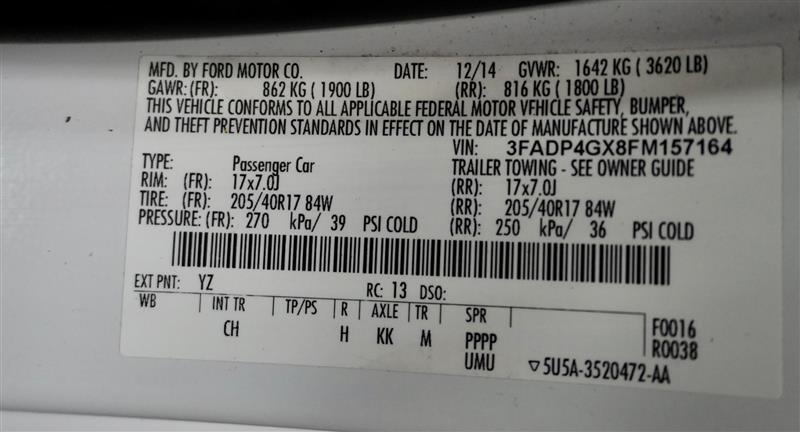 MFD. BY FORD MOTOR CO. DATE: 12/14 GVWR: 1642 KG ( 3620 LB)
GAWR: (FR): 862 KG ( 1900 LB) (RR): 816 KG ( 1800 LB)
THIS VEHICLE CONFORMS TO ALL APPLICABLE FEDERAL MOTOR VEHICLE SAFETY, BUMPER,
AND THEFT PREVENTION STANDARDS IN EFFECT ON THE DATE OF MANUFACTURE SHOWN ABOVE.
VIN: 3FADP4GX8FM157164
TYPE: Passenger Car TRAILER TOWING - SEE OWNER GUIDE
RIM: (FR): 17x7.0J (RR): 17x7.0J
TIRE: (FR): 205/40R17 84W (RR): 205/40R17 84W
PRESSURE: (FR): 270 kPa/ 39 PSI COLD (RR): 250 kPa/ 36 PSI COLD
EXT PNT: YZ RC: 13 DSO:
WB INT TR TP/PS R AXLE TR SPR F0016
CH H KK M PPPP R0038
UMU ▽5U5A-3520472-AA